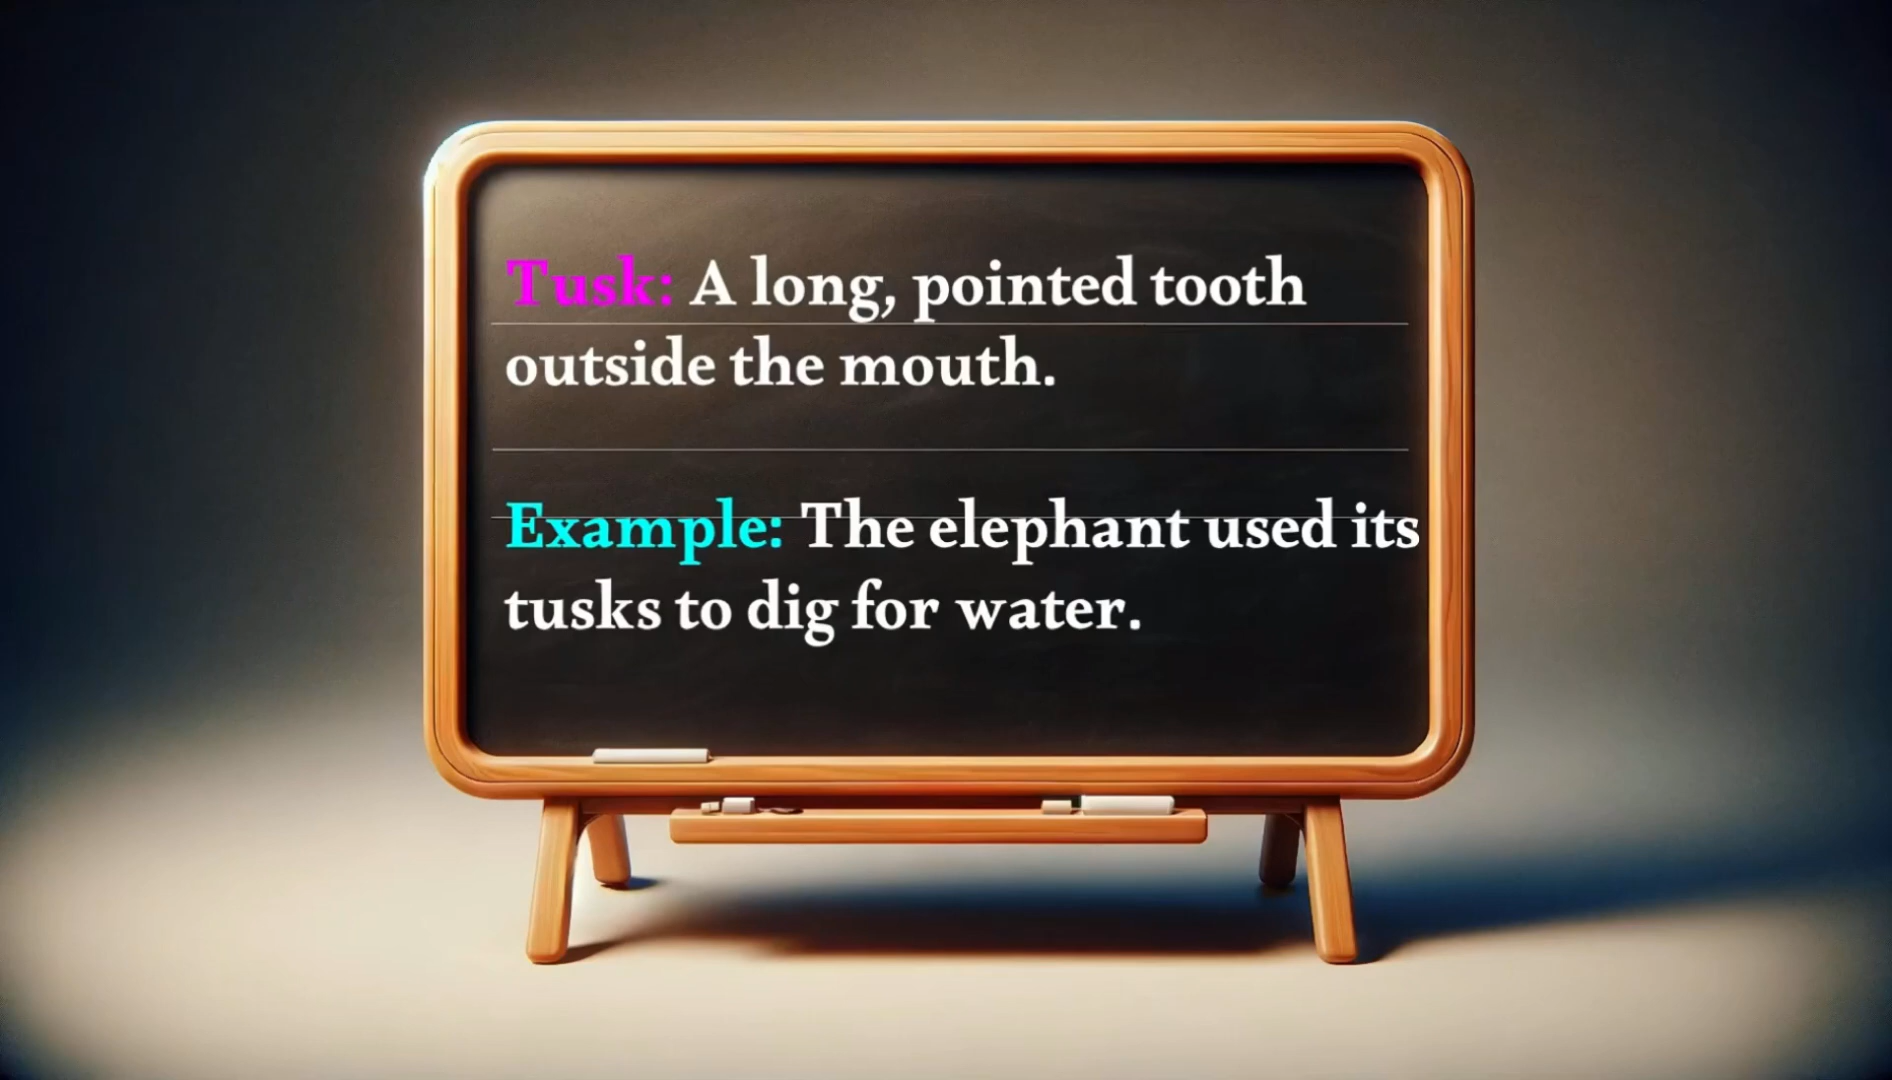 Tusk: A long, pointed tooth
outside the mouth.
Example: The elephant used its
tusks to dig for water.